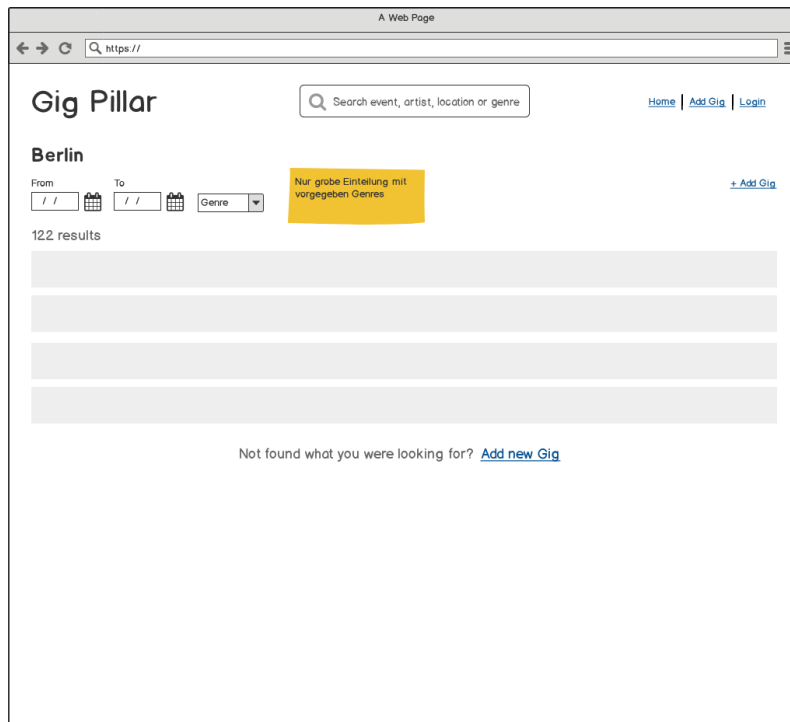 A Web Page
https://
Gig Pillar
Search event, artist, location or genre
Home
Add Gig
Login
Berlin
From
To
/ /
/ /
Genre
Nur grobe Einteilung mit
vorgegeben Genres
+ Add Gig
122 results
Not found what you were looking for? Add new Gig